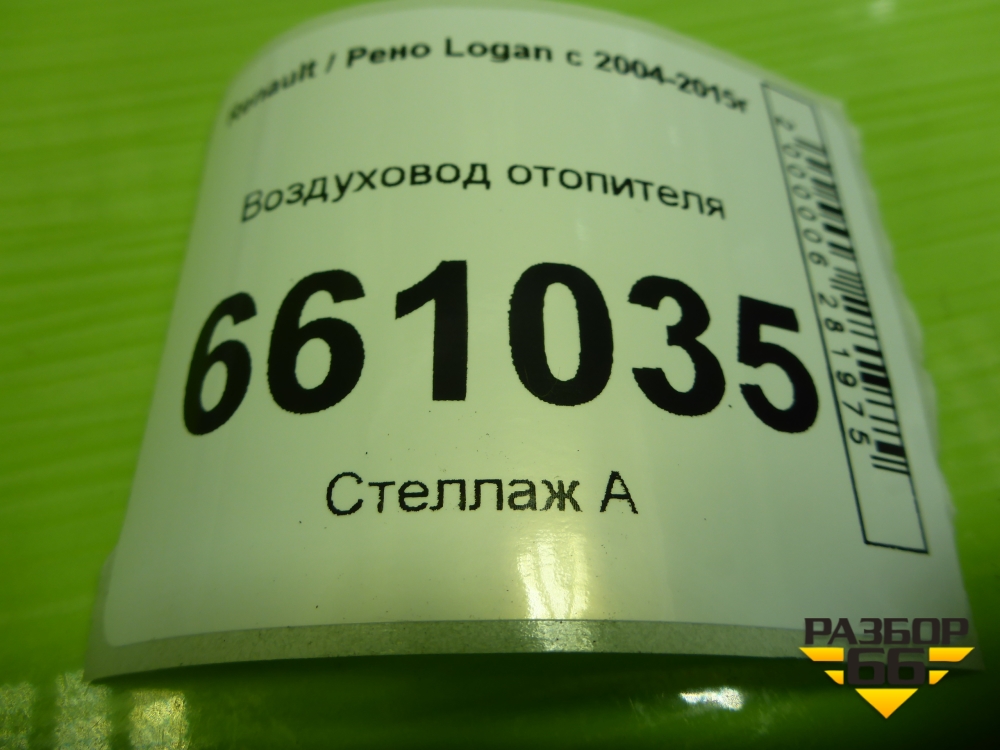 Renault / Рено Logan с 2004-2015г
Воздуховод отопителя
661035
Стеллаж А
2000006281975
РАЗБОР
66